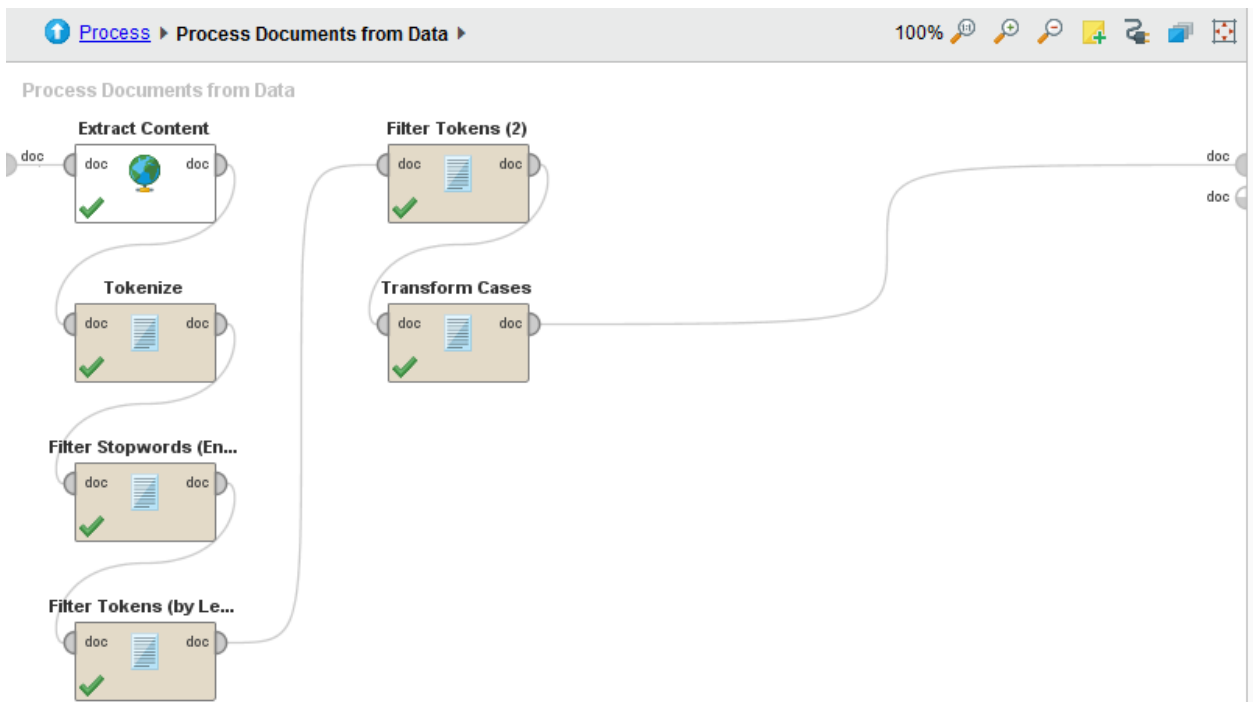 Process Process Documents from Data 100%
Process Documents from Data
Extract Content
doc doc doc
Filter Tokens (2)
doc doc
doc
doc
Tokenize
doc doc
Transform Cases
doc doc
Filter Stopwords (En...
doc doc
Filter Tokens (by Le...
doc doc